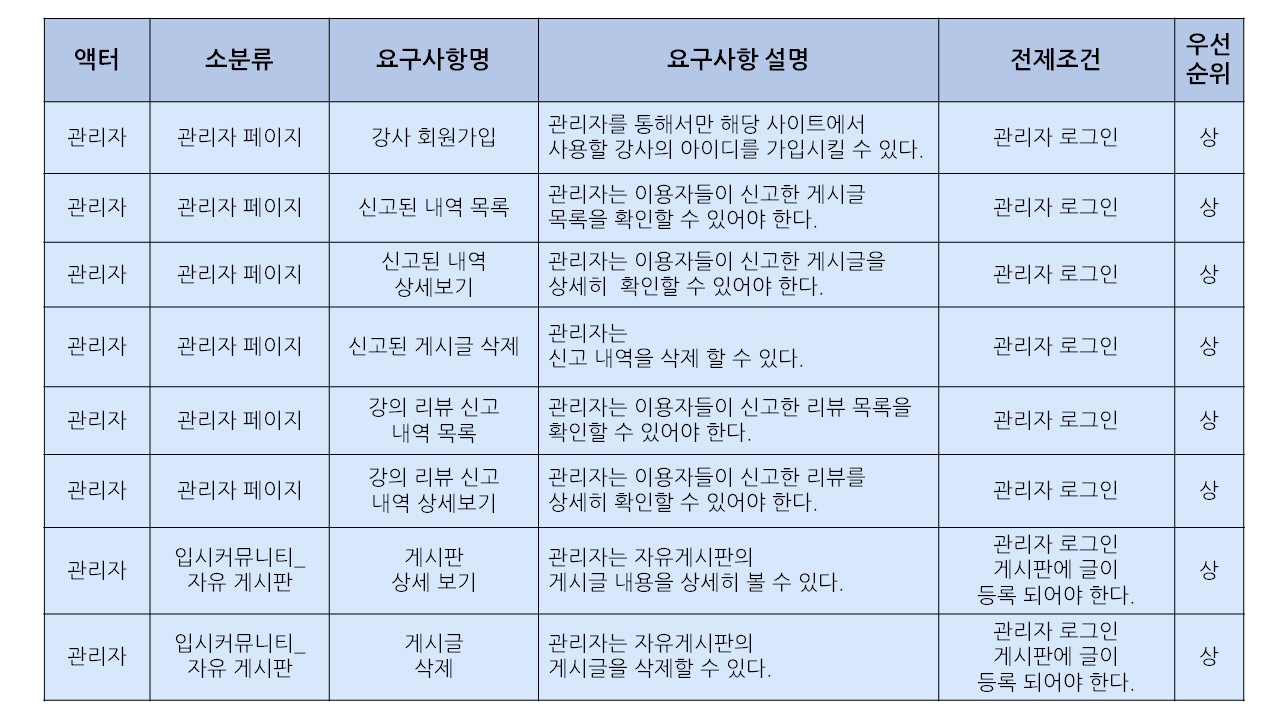 액터
소분류
요구사항명
요구사항 설명
전제조건
우선
순위
관리자
관리자 페이지
강사 회원가입
관리자를 통해서만 해당 사이트에서
사용할 강사의 아이디를 가입시킬 수 있다.
관리자 로그인
상
관리자
관리자 페이지
신고된 내역 목록
관리자는 이용자들이 신고한 게시글
목록을 확인할 수 있어야 한다.
관리자 로그인
상
관리자
관리자 페이지
신고된 내역
상세보기
관리자는 이용자들이 신고한 게시글을
상세히  확인할 수 있어야 한다.
관리자 로그인
상
관리자
관리자 페이지
신고된 게시글 삭제
관리자는
신고 내역을 삭제 할 수 있다.
관리자 로그인
상
관리자
관리자 페이지
강의 리뷰 신고
내역 목록
관리자는 이용자들이 신고한 리뷰 목록을
확인할 수 있어야 한다.
관리자 로그인
상
관리자
관리자 페이지
강의 리뷰 신고
내역 상세보기
관리자는 이용자들이 신고한 리뷰를
상세히 확인할 수 있어야 한다.
관리자 로그인
상
관리자
입시커뮤니티_
자유 게시판
게시판
상세 보기
관리자는 자유게시판의
게시글 내용을 상세히 볼 수 있다.
관리자 로그인
게시판에 글이
등록 되어야 한다.
상
관리자
입시커뮤니티_
자유 게시판
게시글
삭제
관리자는 자유게시판의
게시글을 삭제할 수 있다.
관리자 로그인
게시판에 글이
등록 되어야 한다.
상